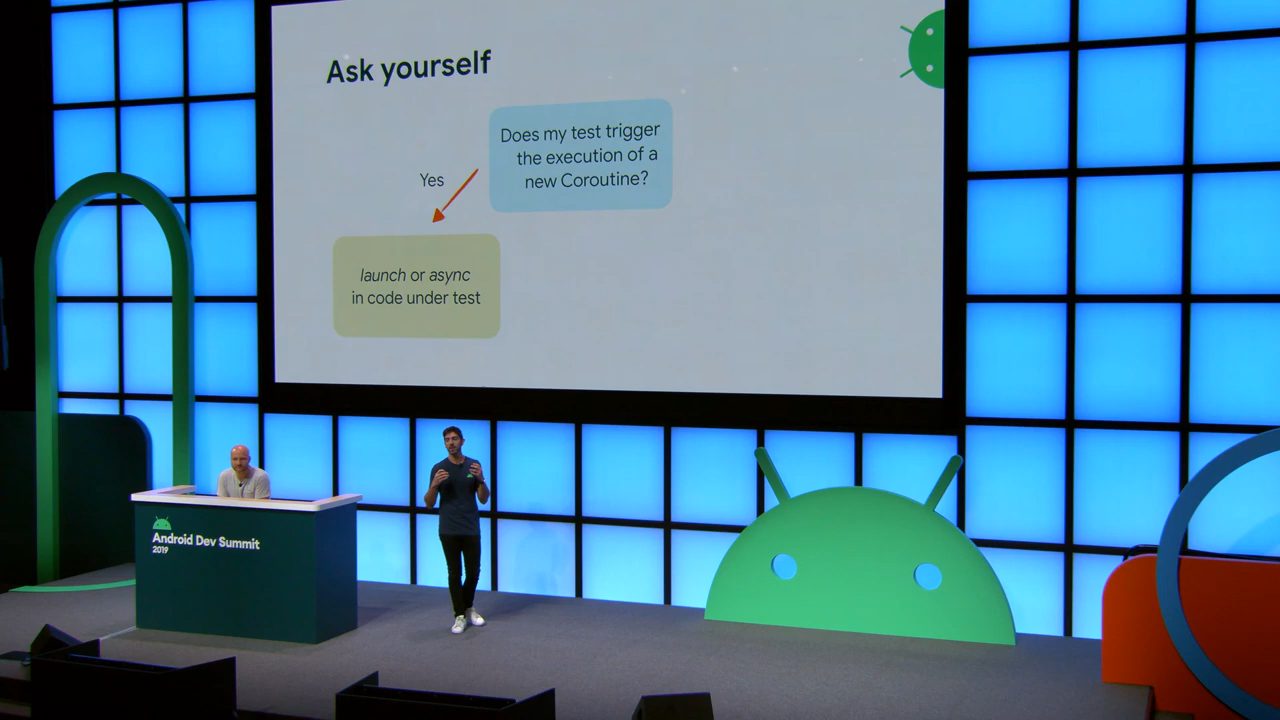 Ask yourself
Does my test trigger
the execution of a
new Coroutine?
Yes
launch or async
in code under test
Android Dev Summit
2019